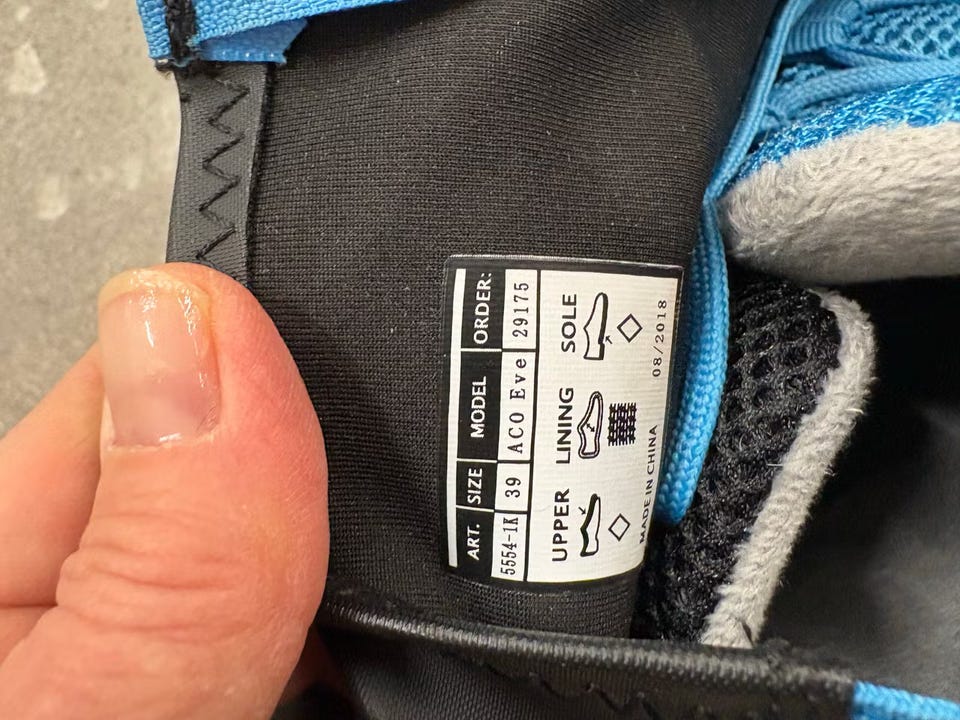 ART. SIZE MODEL ORDER:
5554-1K 39 ACO Eve 29175
UPPER LINING SOLE
MADE IN CHINA 08/2018